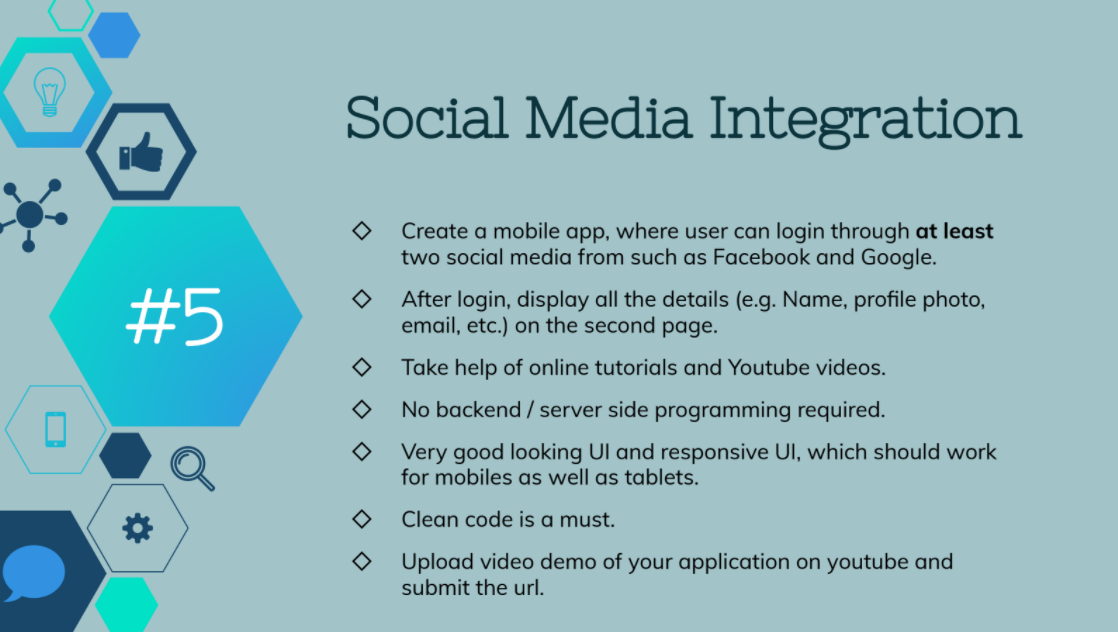 Social Media Integration
#5
◇ Create a mobile app, where user can login through at least
two social media from such as Facebook and Google.
◇ After login, display all the details (e.g. Name, profile photo,
email, etc.) on the second page.
◇ Take help of online tutorials and Youtube videos.
◇ No backend / server side programming required.
◇ Very good looking UI and responsive UI, which should work
for mobiles as well as tablets.
◇ Clean code is a must.
◇ Upload video demo of your application on youtube and
submit the url.